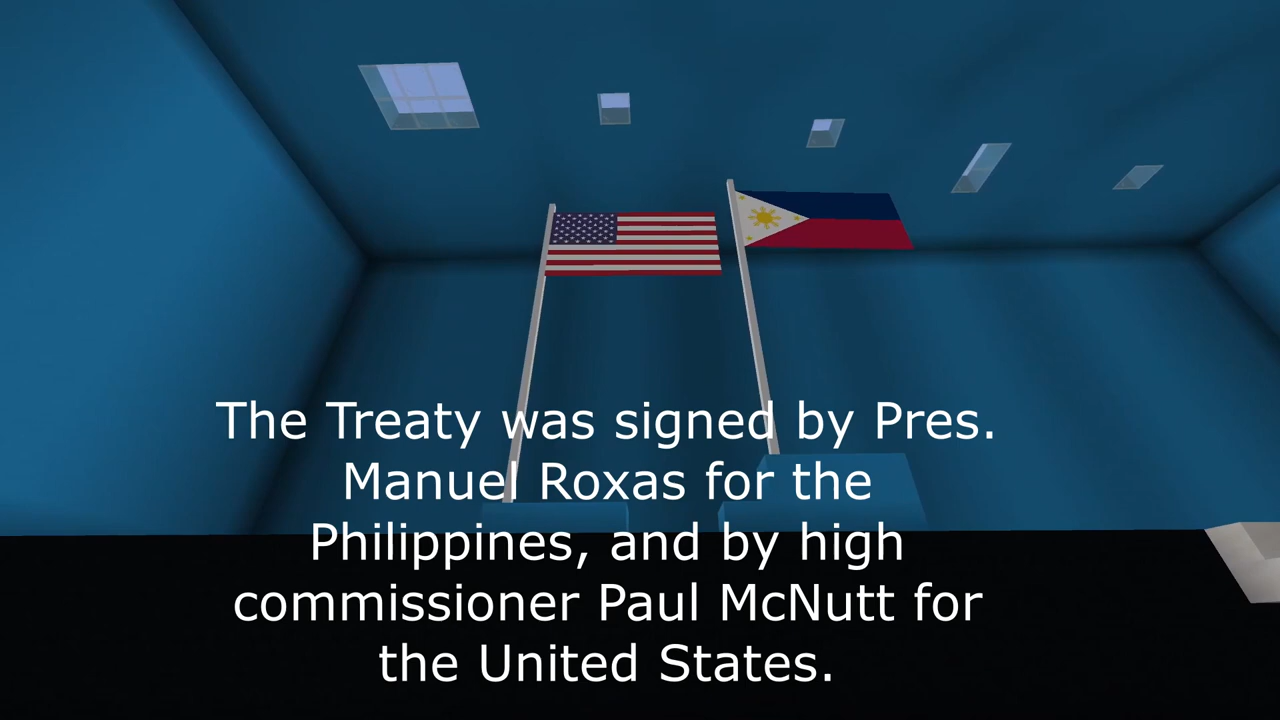 The Treaty was signed by Pres.
Manuel Roxas for the
Philippines, and by high
commissioner Paul McNutt for
the United States.